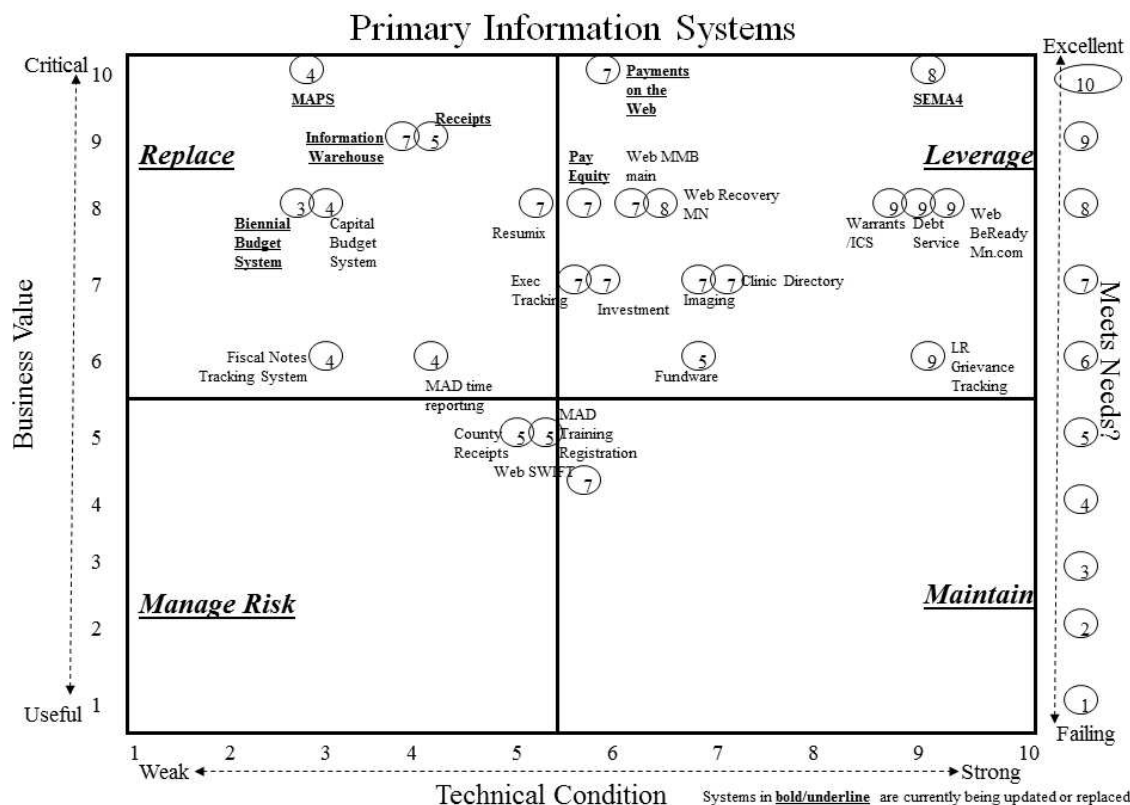 Primary Information Systems
Critical
Excellent
10
4
7
Payments
on the
Web
8
10
MAPS
SEMA4
9
Receipts
Information
Warehouse
7
5
9
Replace
Pay
Equity
Web MMB
main
Leverage
8
3
4
7
7
7
8
Web Recovery
MN
9
9
9
8
Biennial
Budget
System
Capital
Budget
System
Resumix
Warrants
/ICS
Debt
Service
Web
BeReady
Mn.com
7
Exec
Tracking
7
7
Investment
7
7
Imaging
Clinic Directory
7
Business Value
Meets Needs?
6
Fiscal Notes
Tracking System
4
4
MAD time
reporting
5
Fundware
9
LR
Grievance
Tracking
6
5
County
Receipts
5
5
MAD
Training
Registration
5
Web SWIFT
7
4
4
3
3
Manage Risk
Maintain
2
2
1
1
Useful
Failing
1 2 3 4 5 6 7 8 9 10
Weak
Strong
Technical Condition
Systems in bold/underline are currently being updated or replaced